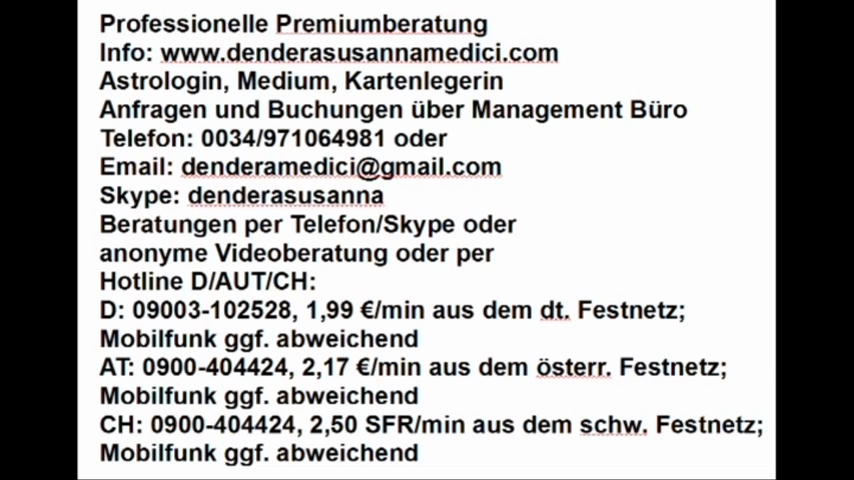 Professionelle Premiumberatung
Info: www.denderasusannamedici.com
Astrologin, Medium, Kartenlegerin
Anfragen und Buchungen über Management Büro
Telefon: 0034/971064981 oder
Email: denderamedici@gmail.com
Skype: denderasusanna
Beratungen per Telefon/Skype oder
anonyme Videoberatung oder per
Hotline D/AUT/CH:
D: 09003-102528, 1,99 €/min aus dem dt. Festnetz;
Mobilfunk ggf. abweichend
AT: 0900-404424, 2,17 €/min aus dem österr. Festnetz;
Mobilfunk ggf. abweichend
CH: 0900-404424, 2,50 SFR/min aus dem schw. Festnetz;
Mobilfunk ggf. abweichend